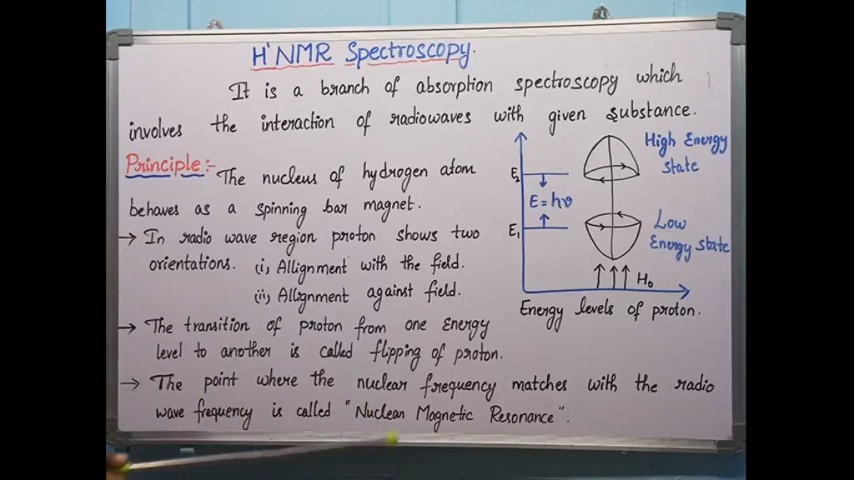 H'NMR Spectroscopy.
It is a branch of absorption spectroscopy which
involves the interaction of radiowaves with given substance.
Principle:- The nucleus of hydrogen atom
behaves as a spinning bar magnet.
→ In radio wave region proton shows two
orientations. (i) Allignment with the field.
(ii) Allignment against field.
→ The transition of proton from one energy
level to another is called flipping of proton.
→ The point where the nuclear frequency matches with the radio
wave frequency is called "Nuclean Magnetic Resonance".
High Energy
state
E₂
E = hν
E₁
Low
Energy state
H₀
Energy levels of proton.